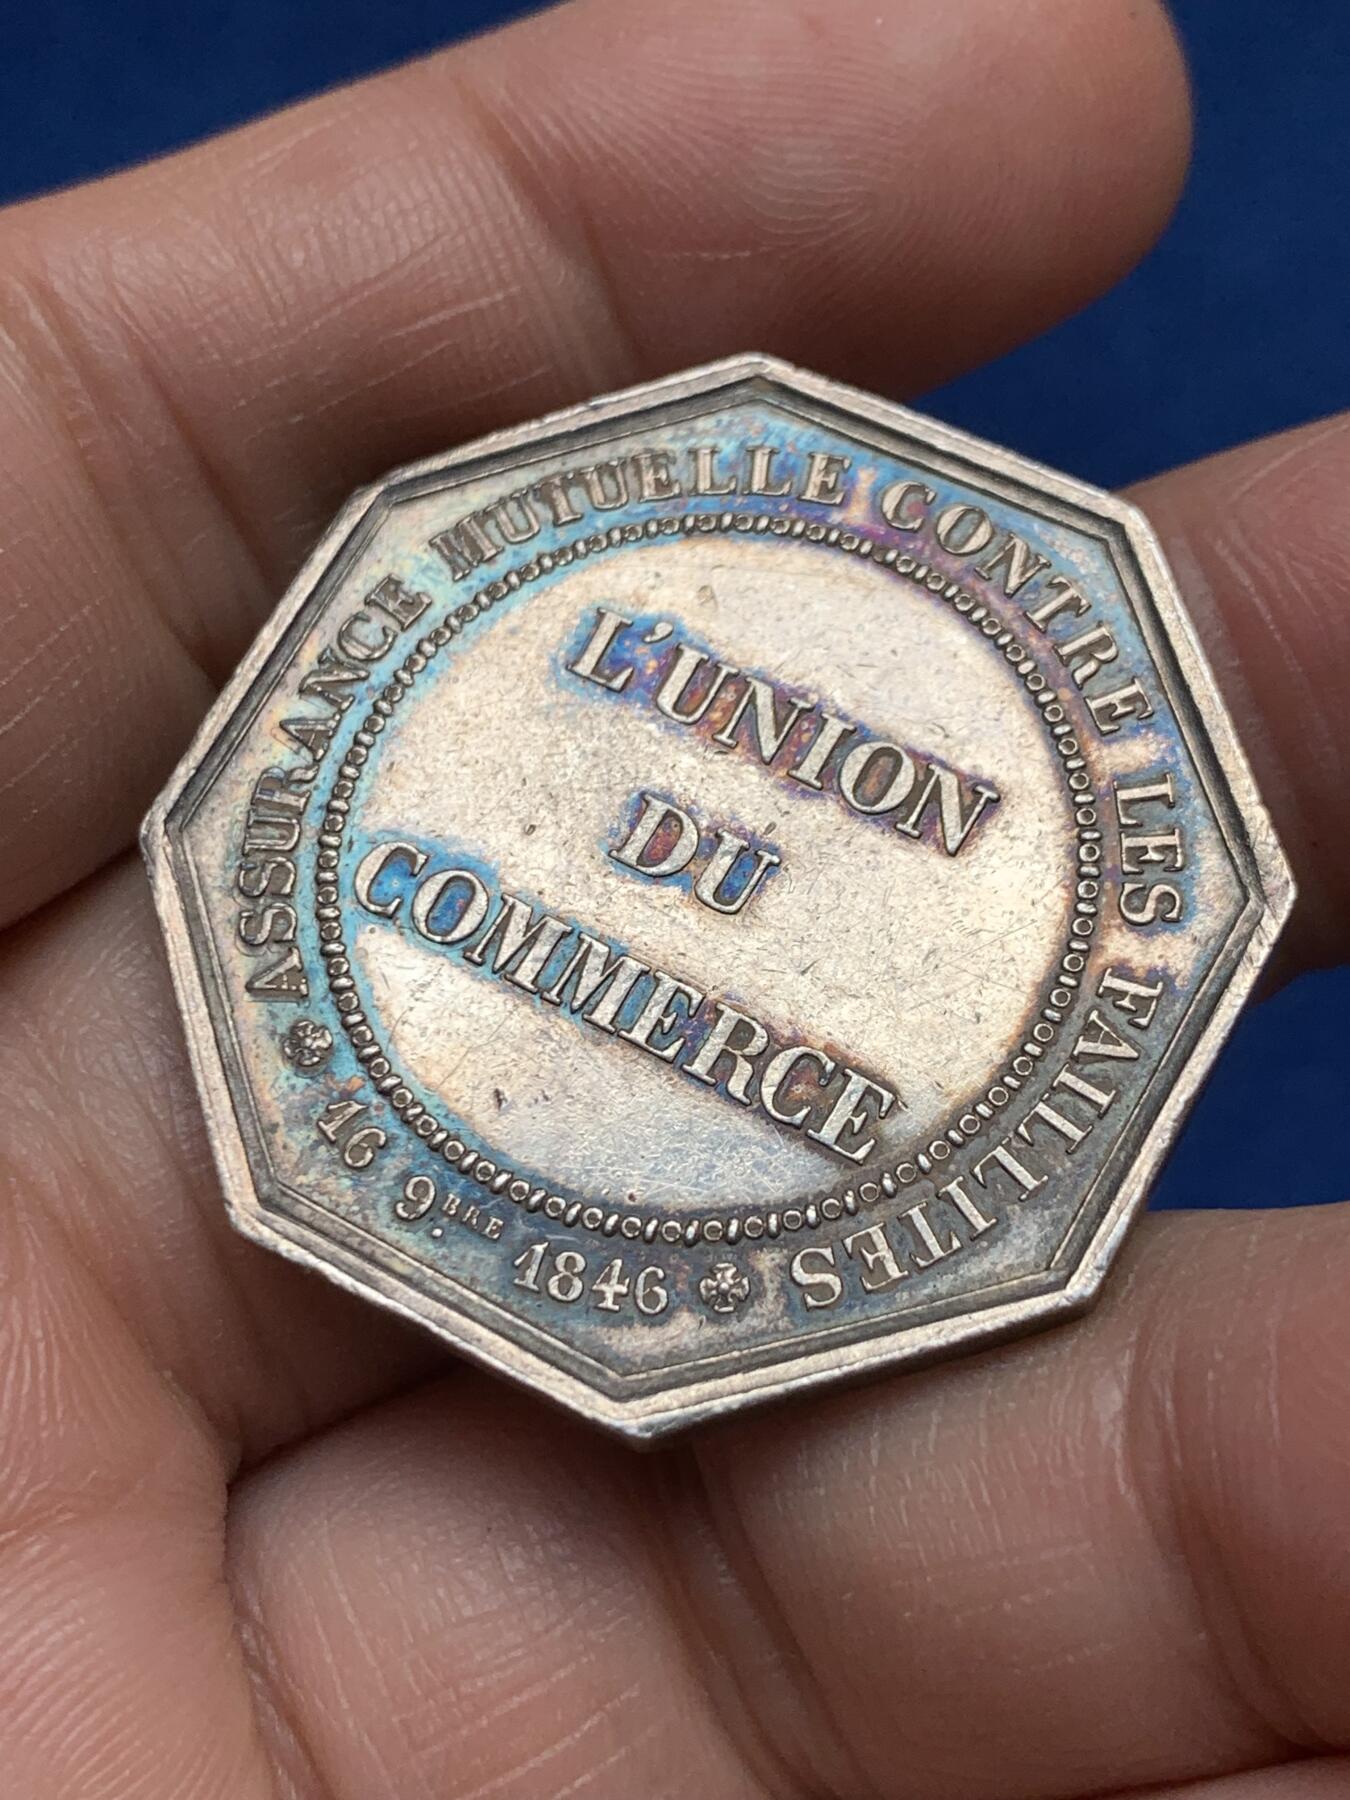 ASSURANCE MUTUELLE CONTRE LES FAILLITES
L'UNION
DU
COMMERCE
16 9.BRE 1846